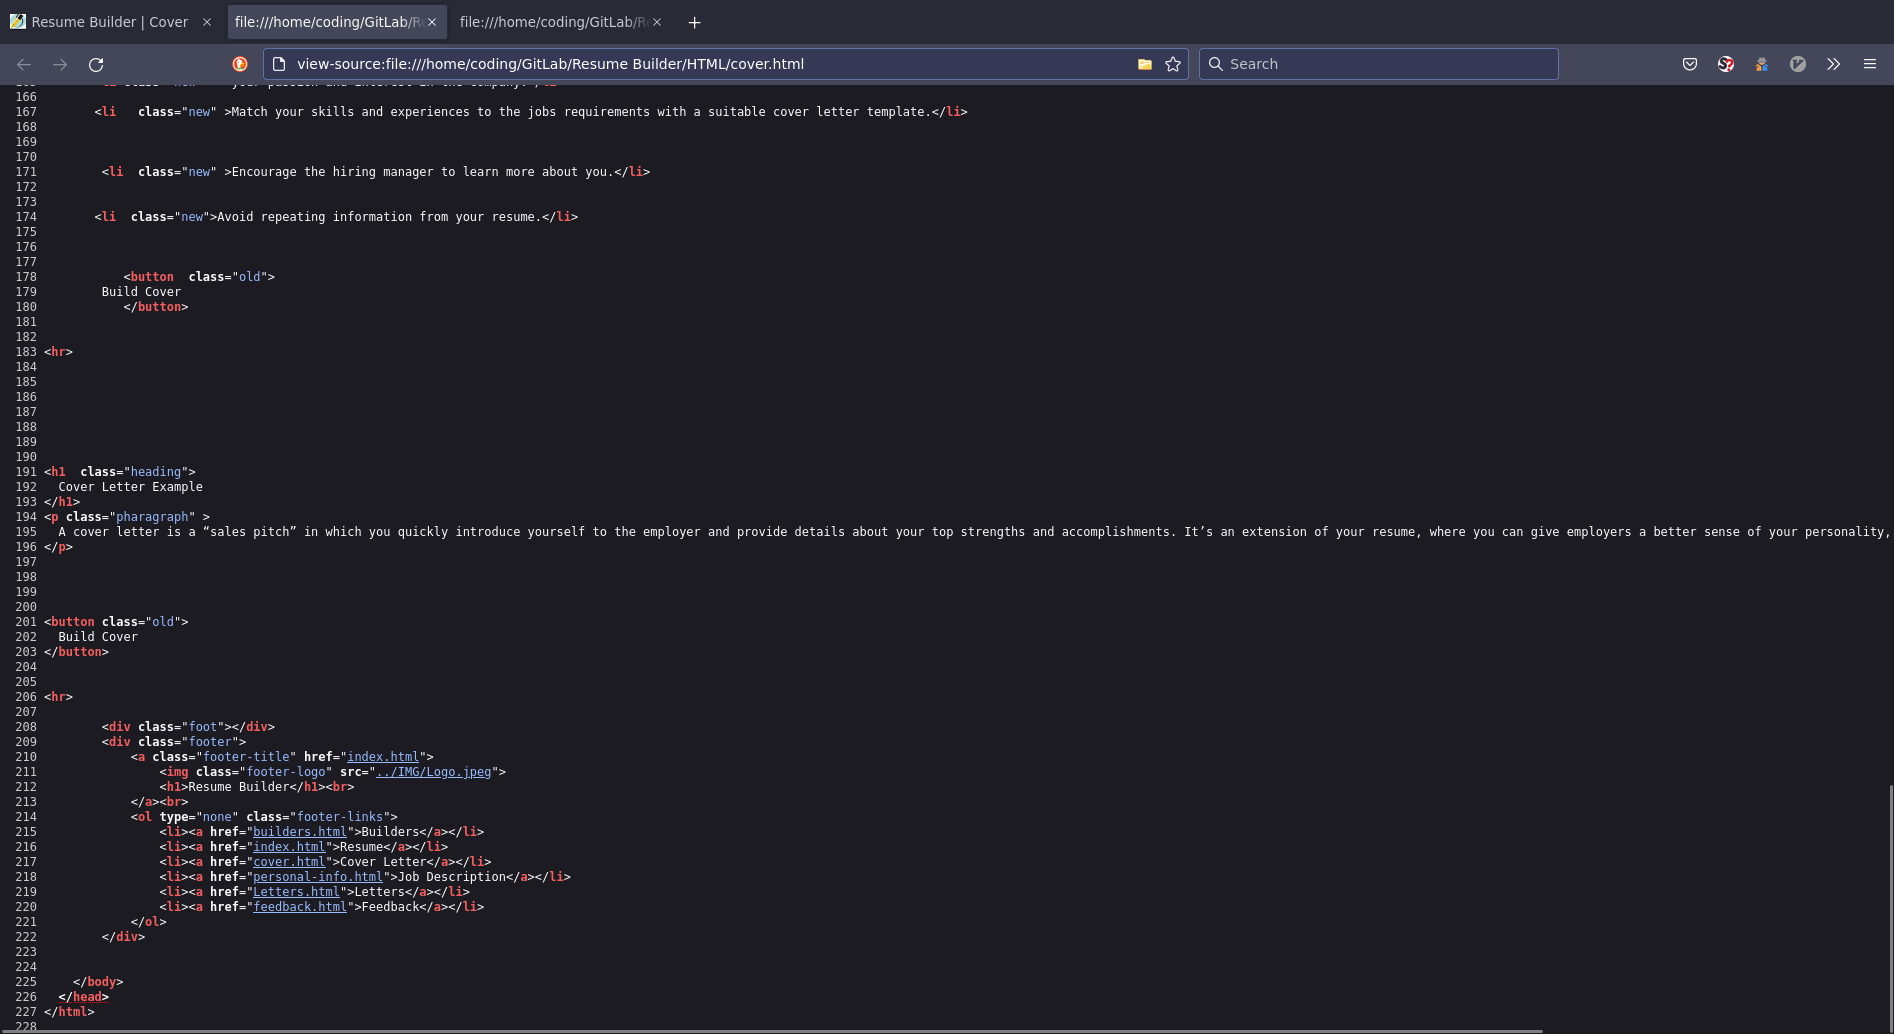 Resume Builder | Cover
file:///home/coding/GitLab/R
file:///home/coding/GitLab/R
view-source:file:///home/coding/GitLab/Resume Builder/HTML/cover.html
Search
166
167 <li class="new" >Match your skills and experiences to the jobs requirements with a suitable cover letter template.</li>
168
169
170
171 <li class="new" >Encourage the hiring manager to learn more about you.</li>
172
173
174 <li class="new">Avoid repeating information from your resume.</li>
175
176
177
178 <button class="old">
179 Build Cover
180 </button>
181
182
183 <hr>
184
185
186
187
188
189
190
191 <h1 class="heading">
192 Cover Letter Example
193 </h1>
194 <p class="pharagraph" >
195 A cover letter is a “sales pitch” in which you quickly introduce yourself to the employer and provide details about your top strengths and accomplishments. It’s an extension of your resume, where you can give employers a better sense of your personality,
196 </p>
197
198
199
200
201 <button class="old">
202 Build Cover
203 </button>
204
205
206 <hr>
207
208 <div class="foot"></div>
209 <div class="footer">
210 <a class="footer-title" href="index.html">
211 <img class="footer-logo" src="../IMG/Logo.jpeg">
212 <h1>Resume Builder</h1><br>
213 </a><br>
214 <ol type="none" class="footer-links">
215 <li><a href="builders.html">Builders</a></li>
216 <li><a href="index.html">Resume</a></li>
217 <li><a href="cover.html">Cover Letter</a></li>
218 <li><a href="personal-info.html">Job Description</a></li>
219 <li><a href="Letters.html">Letters</a></li>
220 <li><a href="feedback.html">Feedback</a></li>
221 </ol>
222 </div>
223
224
225 </body>
226 </head>
227 </html>
228